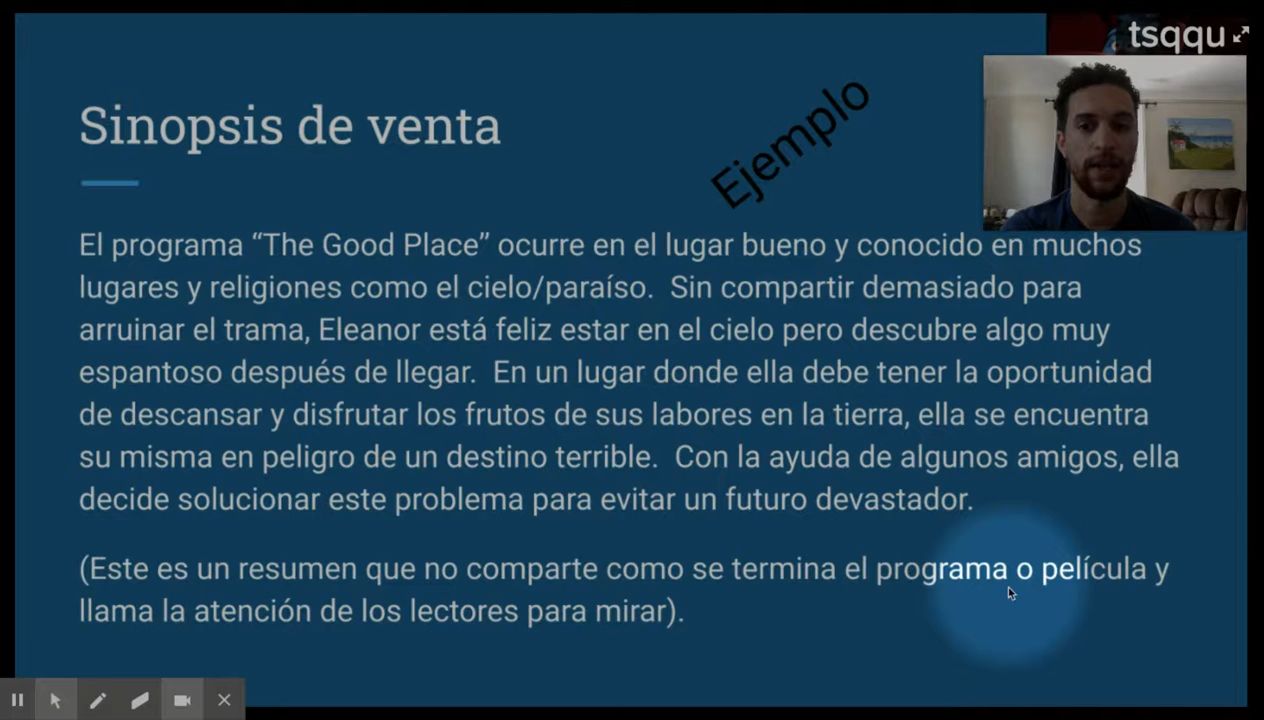 tsqqu
Sinopsis de venta
Ejemplo
El programa “The Good Place” ocurre en el lugar bueno y conocido en muchos
lugares y religiones como el cielo/paraíso.  Sin compartir demasiado para
arruinar el trama, Eleanor está feliz estar en el cielo pero descubre algo muy
espantoso después de llegar.  En un lugar donde ella debe tener la oportunidad
de descansar y disfrutar los frutos de sus labores en la tierra, ella se encuentra
su misma en peligro de un destino terrible.  Con la ayuda de algunos amigos, ella
decide solucionar este problema para evitar un futuro devastador.
(Este es un resumen que no comparte como se termina el programa o película y
llama la atención de los lectores para mirar).